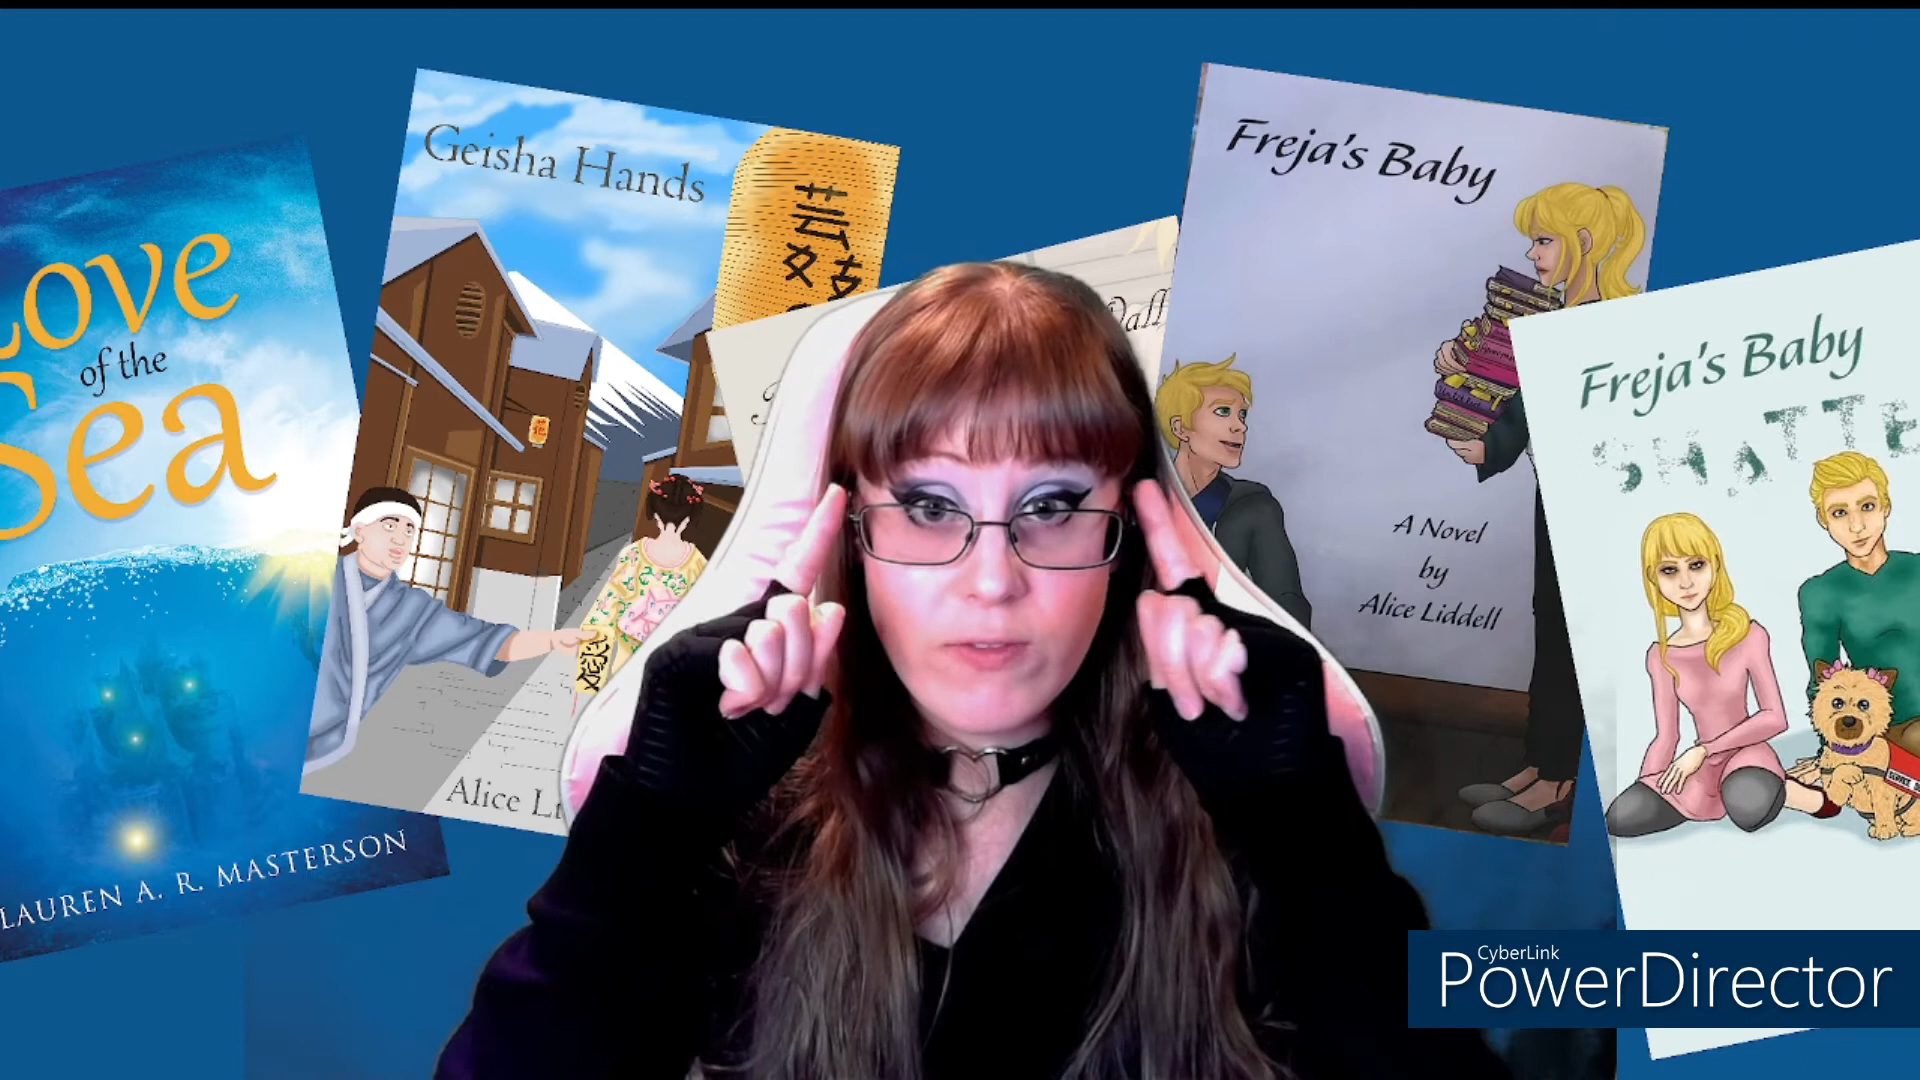 Love
of the
Sea
LAUREN A. R. MASTERSON
Geisha Hands
芸
Alice
Freja's Baby
A Novel
by
Alice Liddell
Freja's Baby
CyberLink
PowerDirector